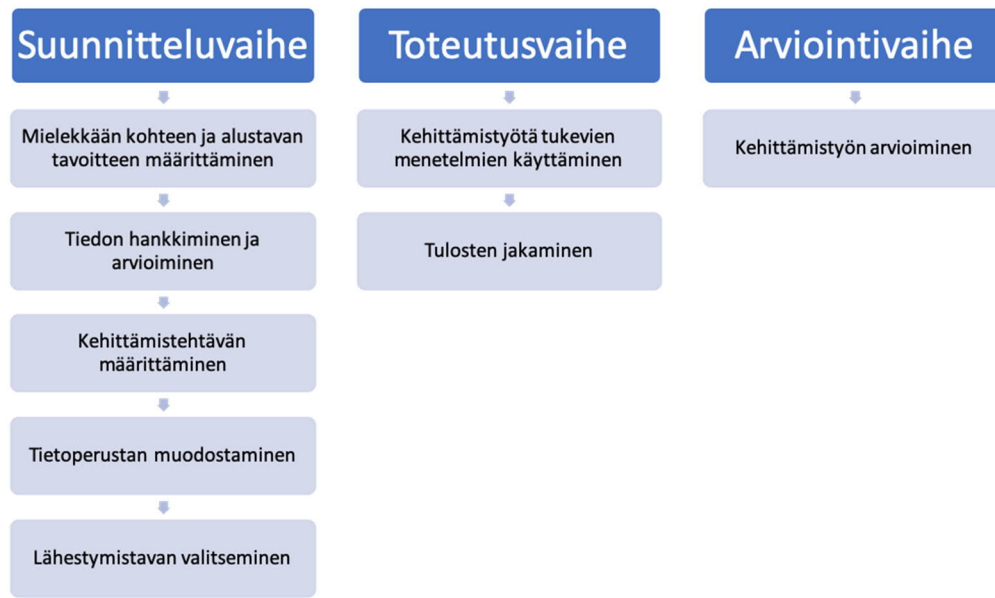 Suunnitteluvaihe
Mielekkään kohteen ja alustavan
tavoitteen määrittäminen
Tiedon hankkiminen ja
arvioiminen
Kehittämistehtävän
määrittäminen
Tietoperustan muodostaminen
Lähestymistavan valitseminen
Toteutusvaihe
Kehittämistyötä tukevien
menetelmien käyttäminen
Tulosten jakaminen
Arviointivaihe
Kehittämistyön arvioiminen